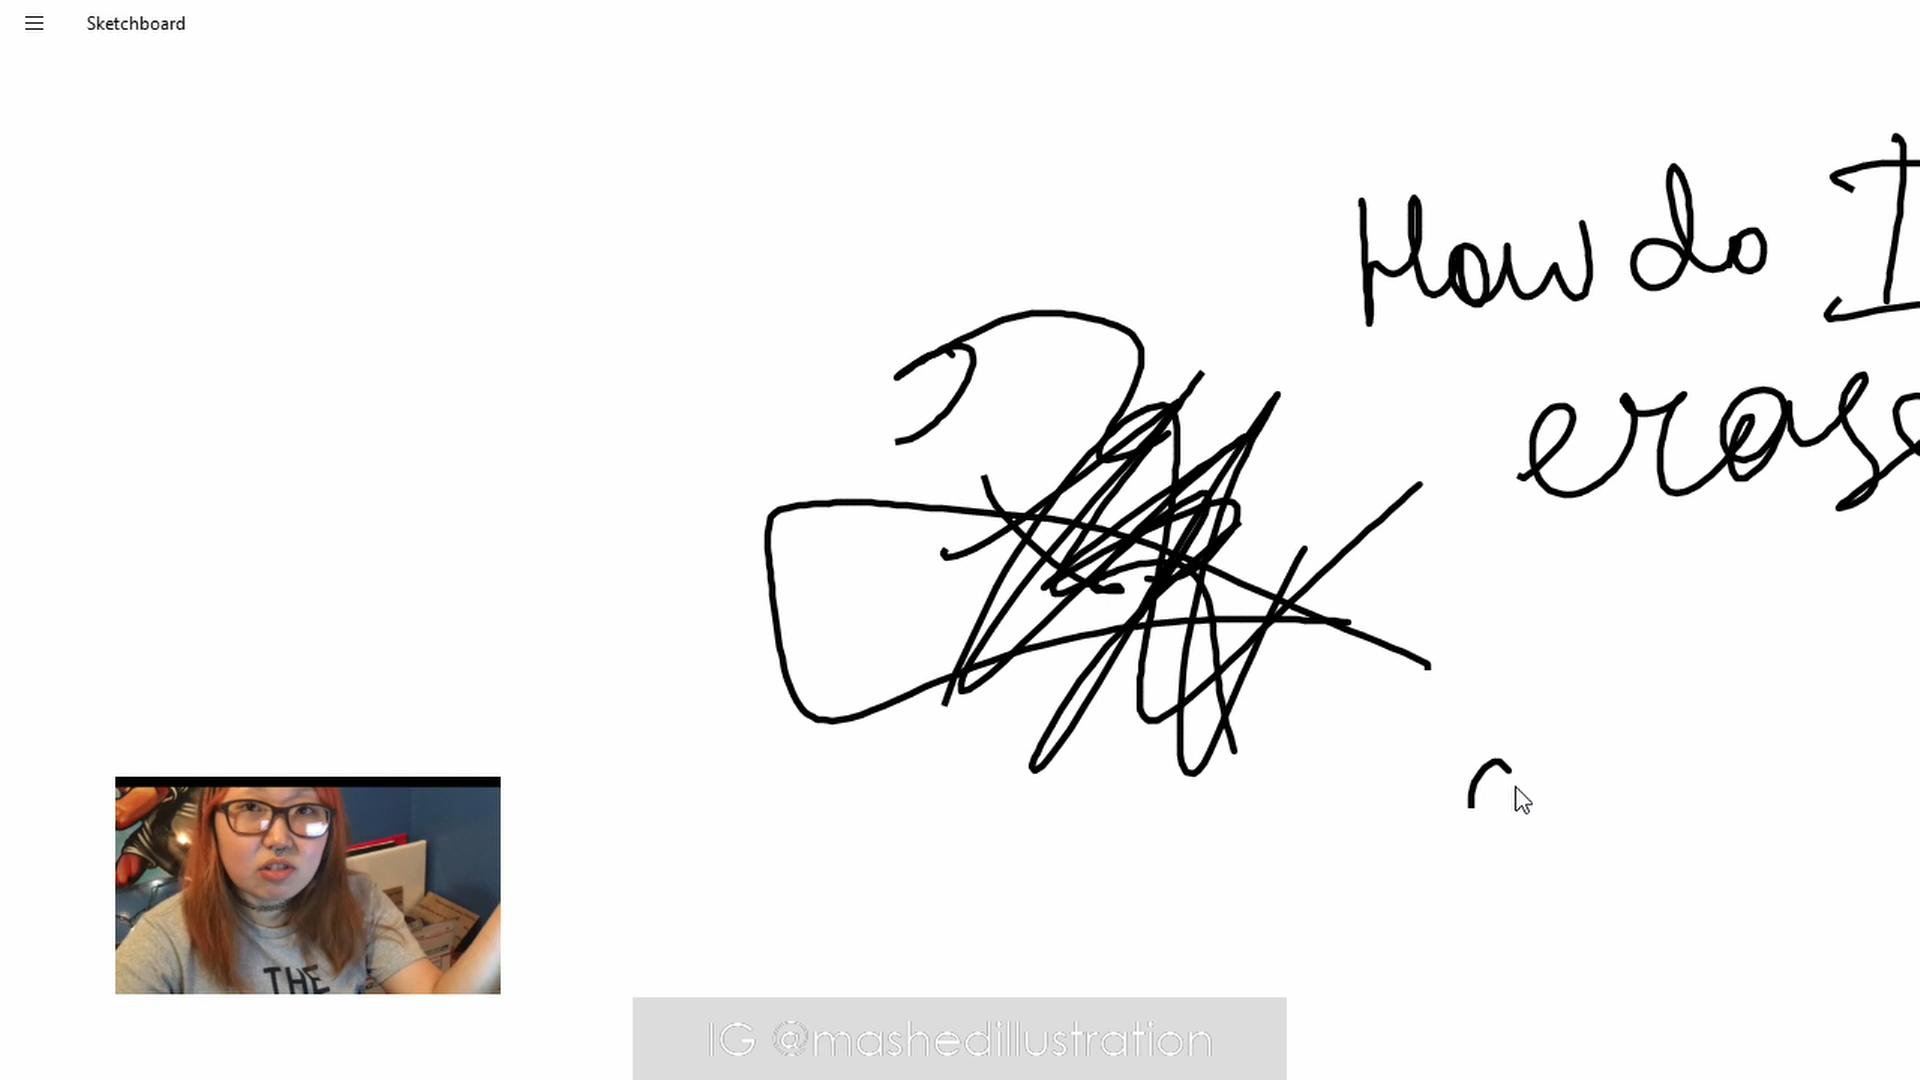 Sketchboard
How do I
eras
THE
IG @mashedillustration